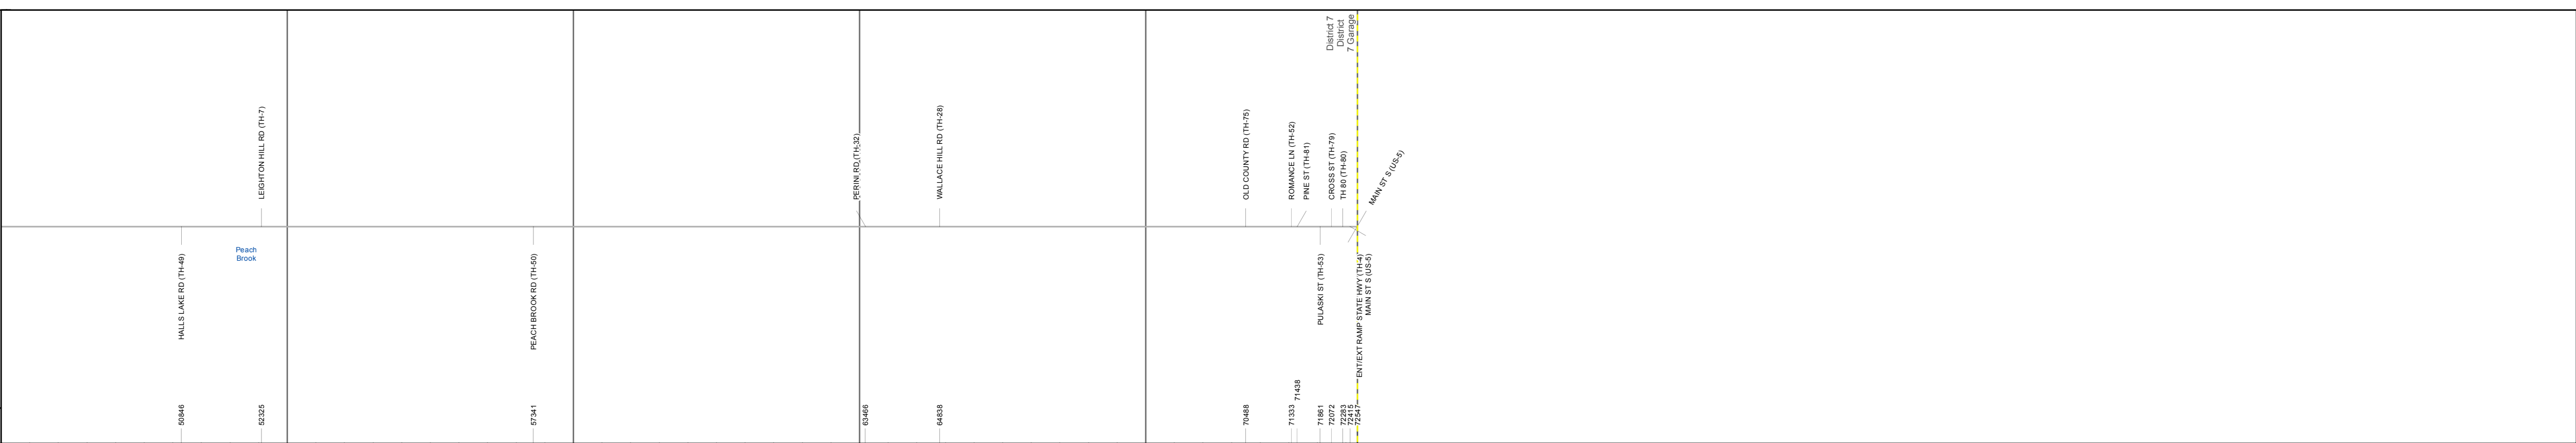 District 7
District
7 Garage
LEIGHTON HILL RD (TH-7)
PERINI RD (TH-32)
WALLACE HILL RD (TH-28)
OLD COUNTY RD (TH-75)
ROMANCE LN (TH-52)
PINE ST (TH-81)
CROSS ST (TH-79)
TH 80 (TH-80)
MAIN ST S (US-5)
HALLS LAKE RD (TH-49)
Peach
Brook
PEACH BROOK RD (TH-50)
PULASKI ST (TH-53)
ENT/EXT RAMP STATE HWY (TH-4)
MAIN ST S (US-5)
50846
52325
57341
63466
64838
70488
71333
71438
71861
72072
72283
72415
72547